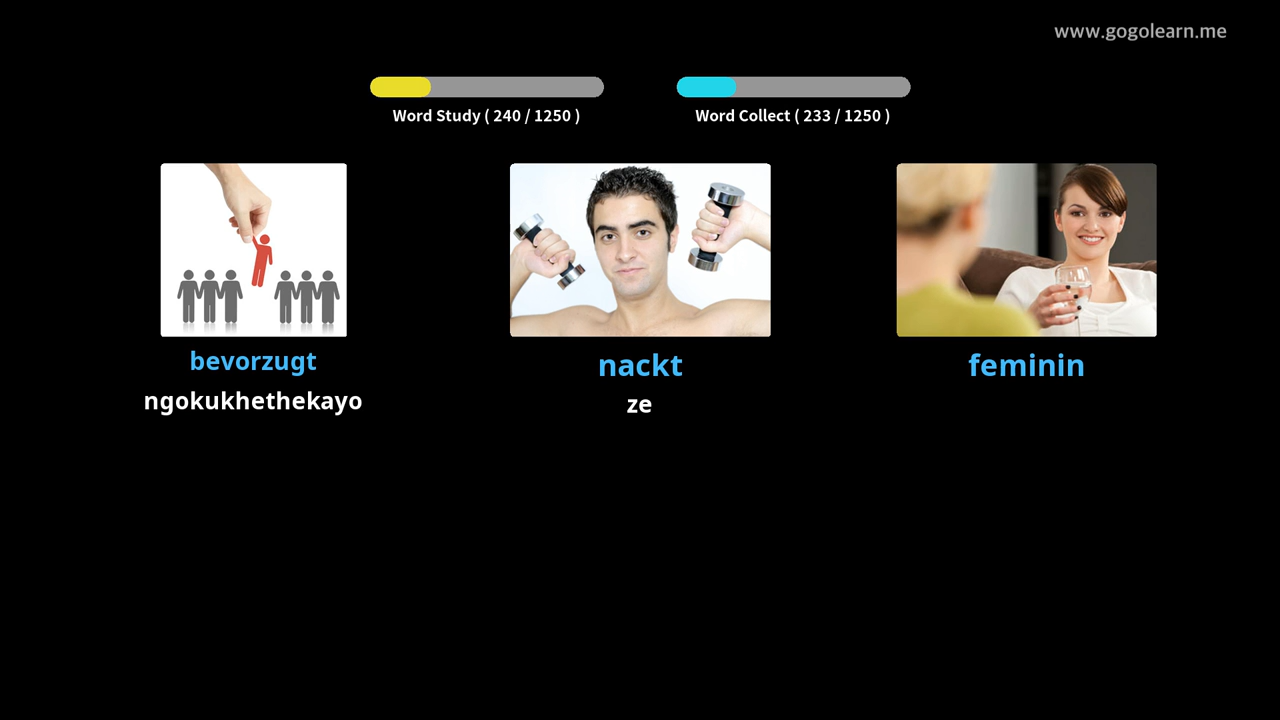 www.gogolearn.me
Word Study ( 240 / 1250 )
Word Collect ( 233 / 1250 )
bevorzugt
nackt
feminin
ngokukhethekayo
ze